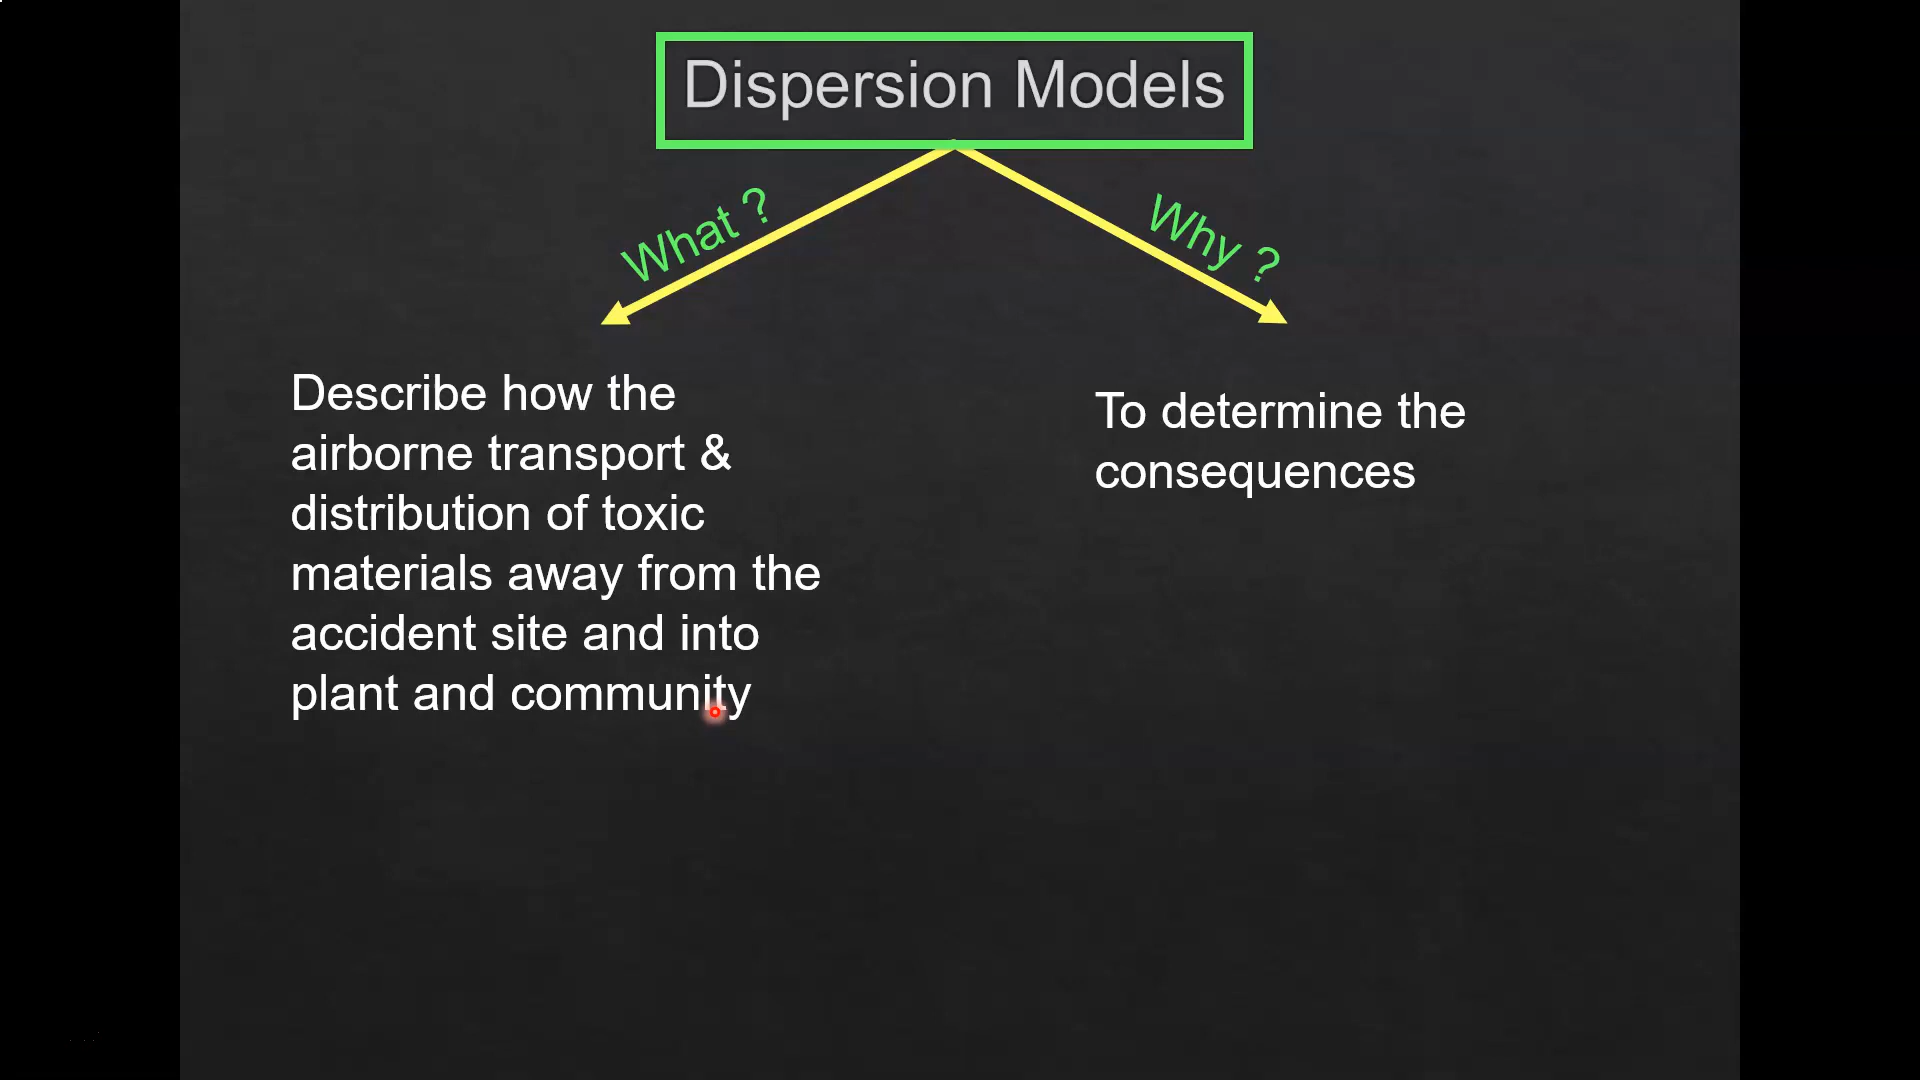 Dispersion Models
What ?
Why ?
Describe how the
airborne transport &
distribution of toxic
materials away from the
accident site and into
plant and community
To determine the
consequences